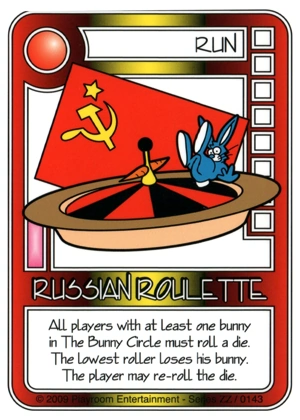 RUN
RUSSIAN ROULETTE
All players with at least one bunny
in The Bunny Circle must roll a die.
The lowest roller loses his bunny.
The player may re-roll the die.
© 2009 Playroom Entertainment - Series ZZ / 0143